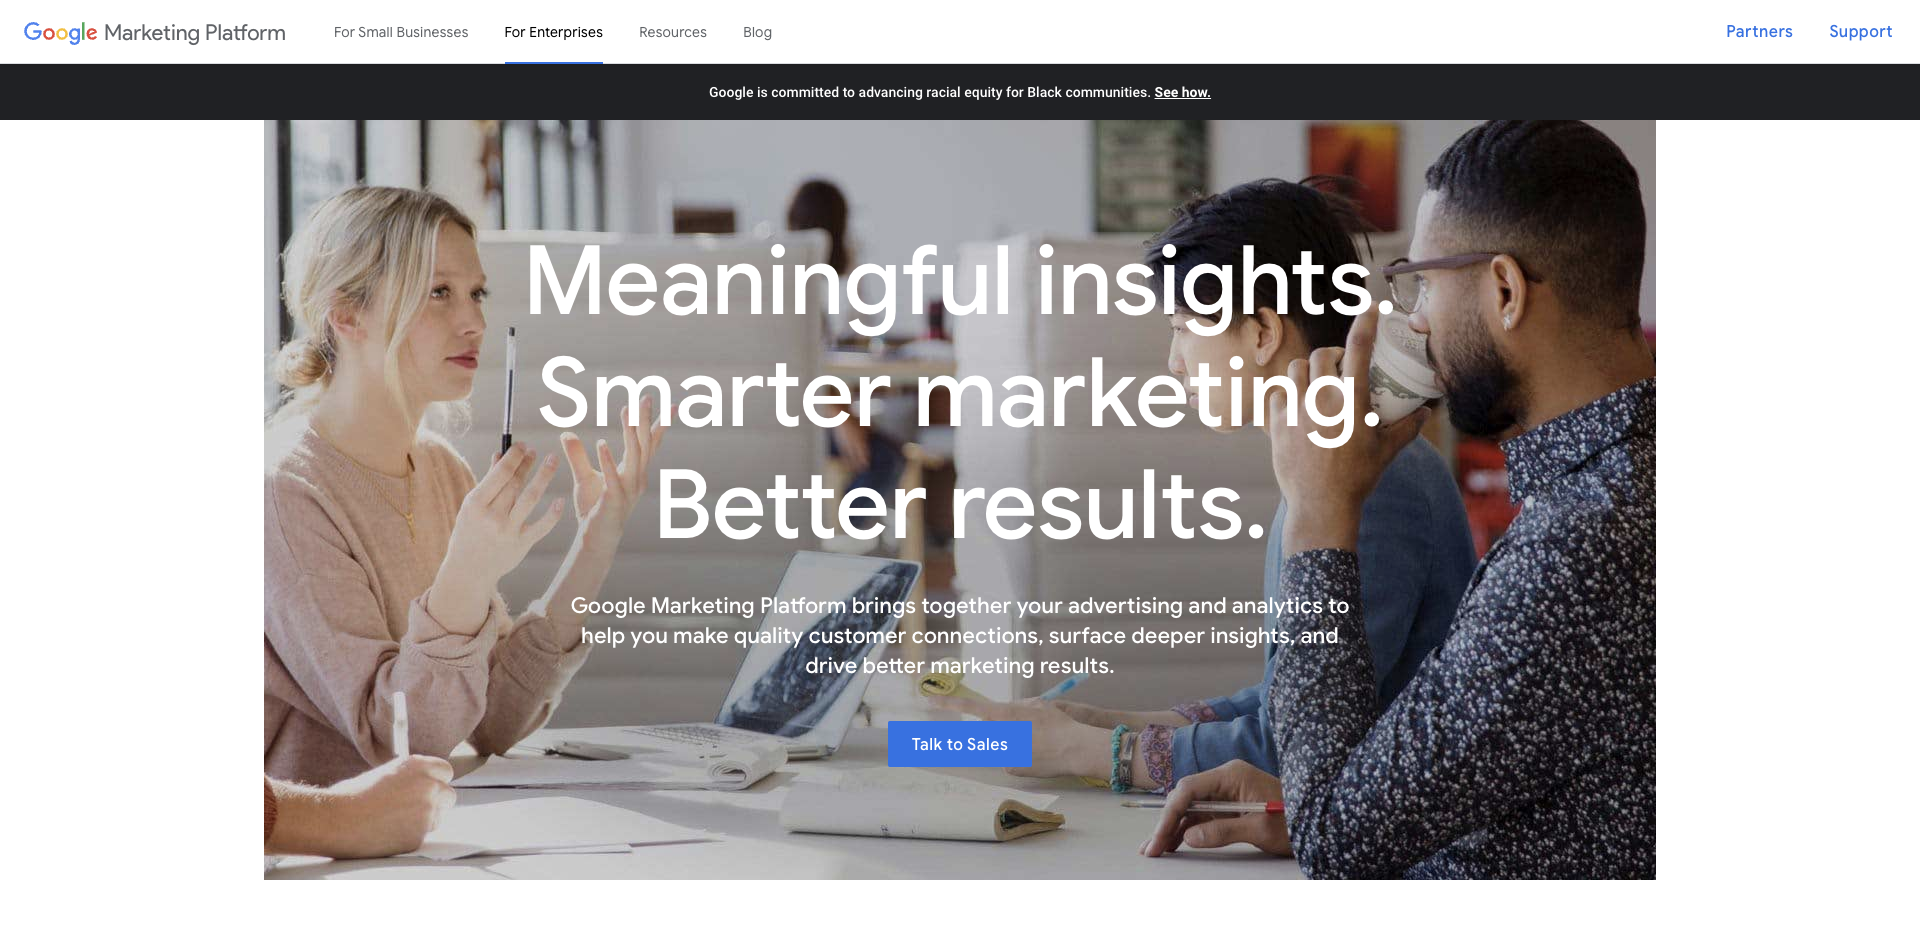 Google Marketing Platform
For Small Businesses
For Enterprises
Resources
Blog
Partners
Support
Google is committed to advancing racial equity for Black communities. See how.
Meaningful insights.
Smarter marketing.
Better results.
Google Marketing Platform brings together your advertising and analytics to
help you make quality customer connections, surface deeper insights, and
drive better marketing results.
Talk to Sales